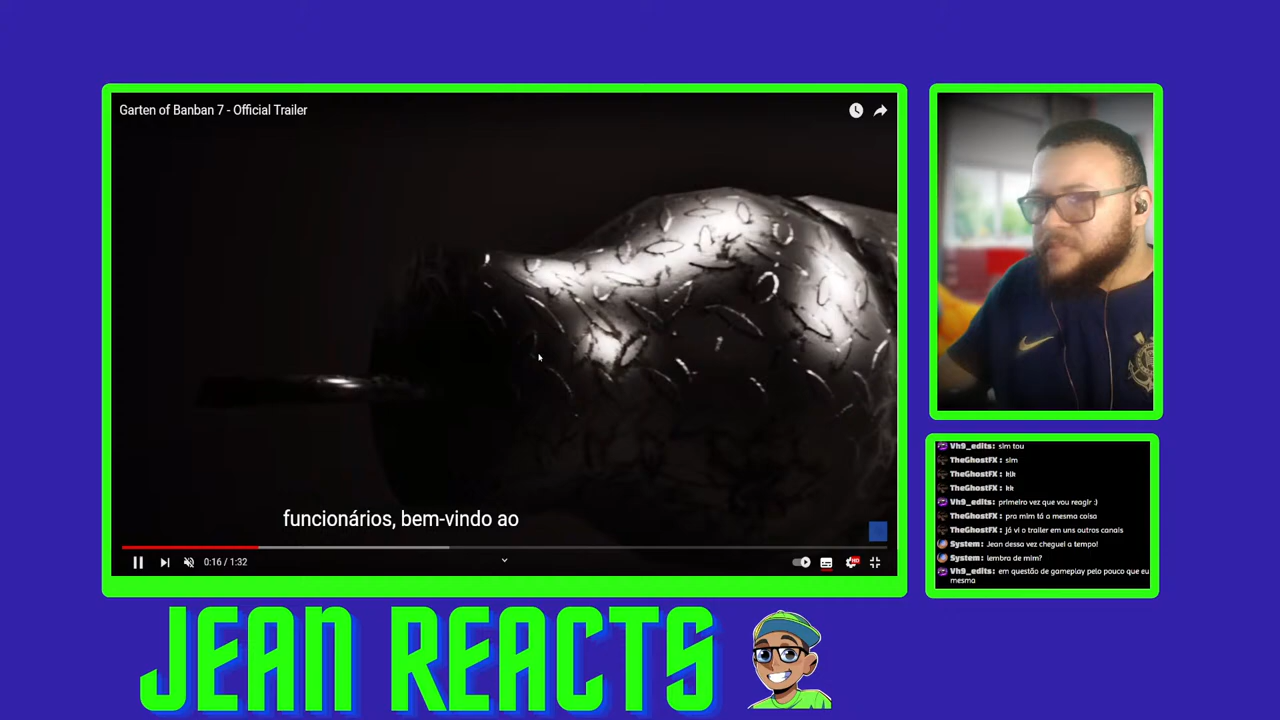 Garten of Banban 7 - Official Trailer
funcionários, bem-vindo ao
0:16 / 1:32
HD
Vh9_edits: sim tou
TheGhostFX: sim
TheGhostFX: klk
TheGhostFX: kk
Vh9_edits: primeiro vez que vou reagir :)
TheGhostFX: pra mim tá a mesma coisa
TheGhostFX: já vi o trailer em uns outros canais
System: Jean dessa vez cheguei a tempo!
System: lembra de mim?
Vh9_edits: em questão de gameplay pelo pouco que eu
mesma
JEAN REACTS